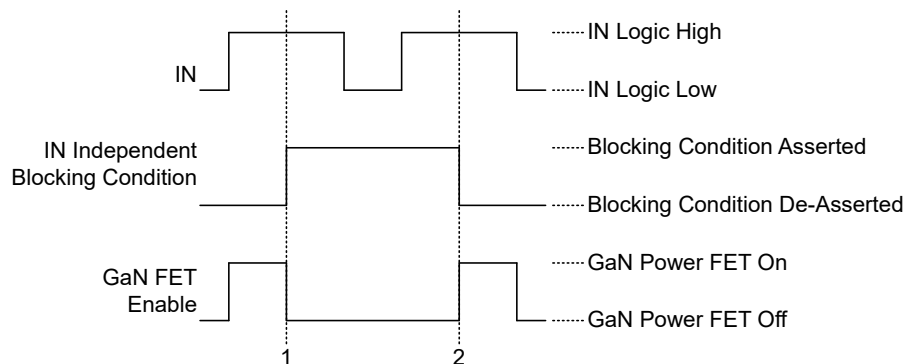 IN
IN Logic High
IN Logic Low
IN Independent
Blocking Condition
Blocking Condition Asserted
Blocking Condition De-Asserted
GaN FET
Enable
GaN Power FET On
GaN Power FET Off
1
2